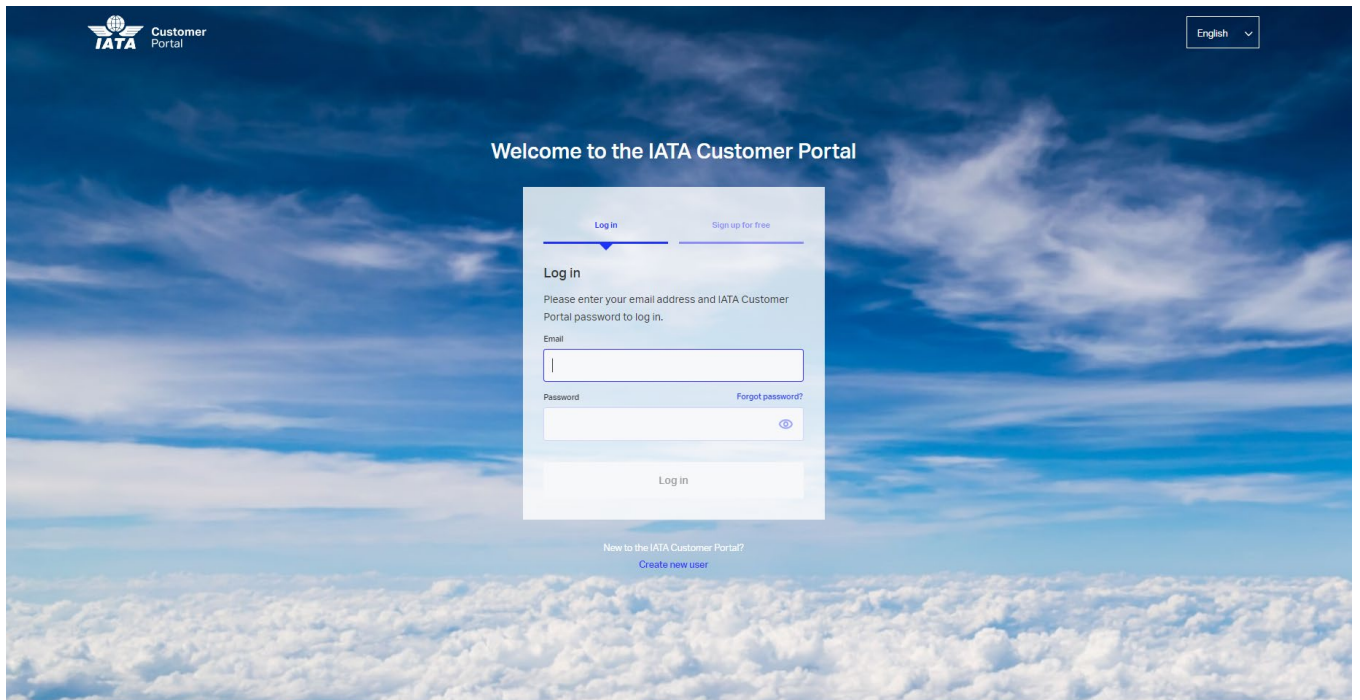 IATA
Customer
Portal
English
Welcome to the IATA Customer Portal
Log in
Sign up for free
Log in
Please enter your email address and IATA Customer
Portal password to log in.
Email
Password
Forgot password?
Log in
New to the IATA Customer Portal?
Create new user